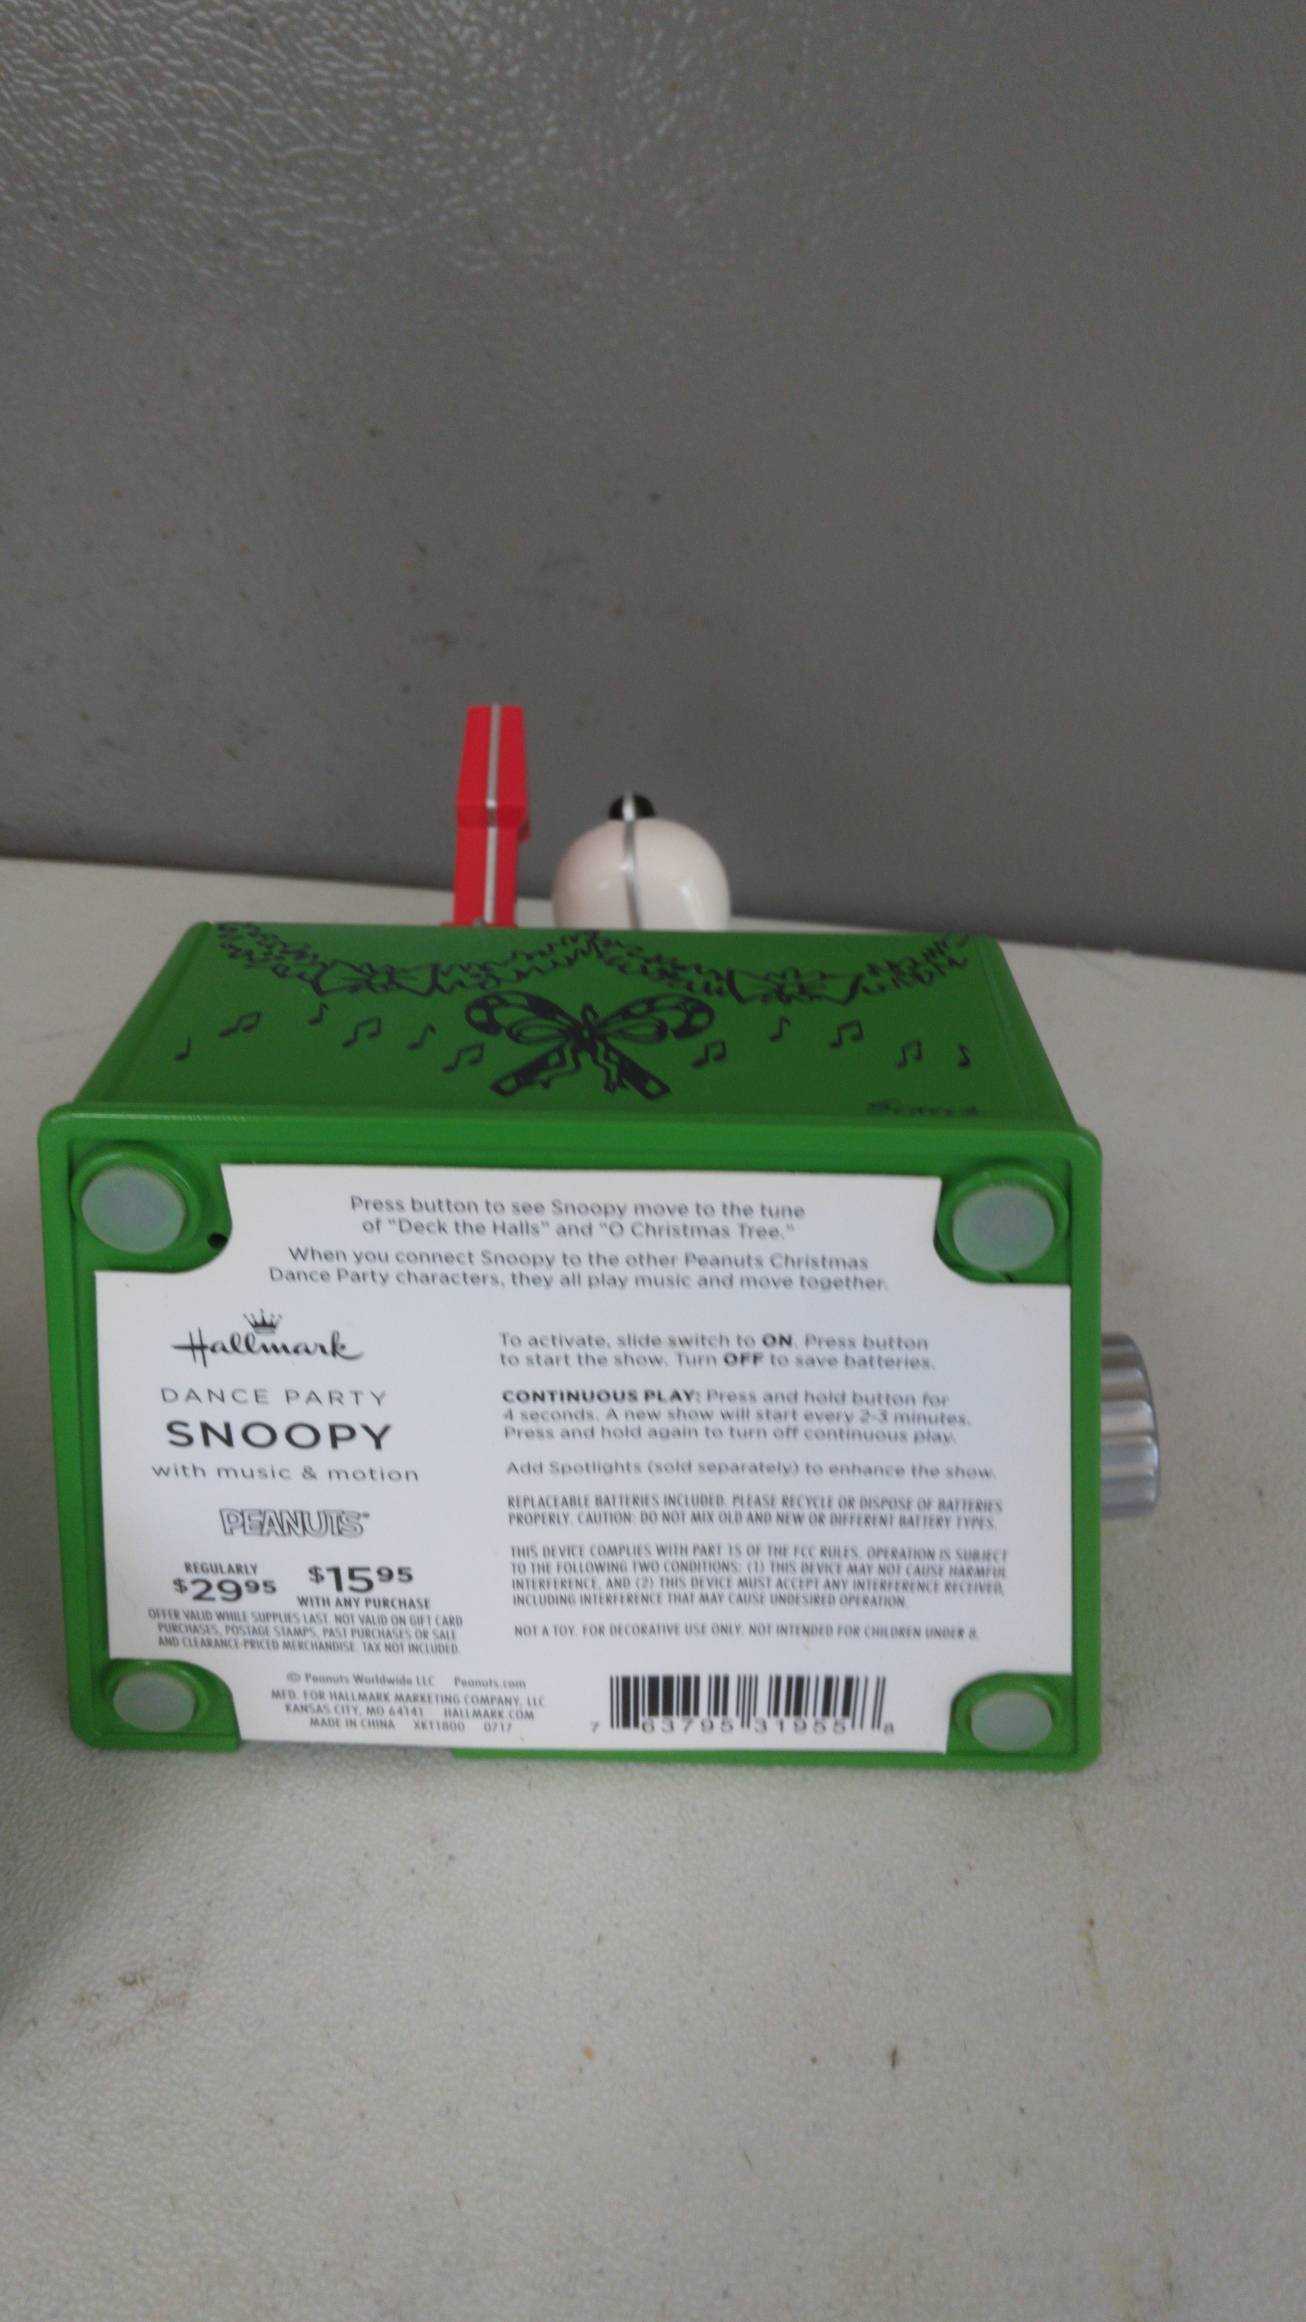 Press button to see Snoopy move to the tune
of "Deck the Halls" and "O Christmas Tree."
When you connect Snoopy to the other Peanuts Christmas
Dance Party characters, they all play music and move together.
Hallmark
DANCE PARTY
SNOOPY
with music & motion
PEANUTS
REGULARLY
$29.95
$15.95
WITH ANY PURCHASE
OFFER VALID WHILE SUPPLIES LAST. NOT VALID ON GIFT CARD
PURCHASES, POSTAGE STAMPS, PAST PURCHASES OR SALE
AND CLEARANCE-PRICED MERCHANDISE. TAX NOT INCLUDED.
To activate, slide switch to ON. Press button
to start the show. Turn OFF to save batteries.
CONTINUOUS PLAY: Press and hold button for
4 seconds. A new show will start every 2-3 minutes.
Press and hold again to turn off continuous play.
Add Spotlights (sold separately) to enhance the show.
REPLACEABLE BATTERIES INCLUDED. PLEASE RECYCLE OR DISPOSE OF BATTERIES
PROPERLY. CAUTION: DO NOT MIX OLD AND NEW OR DIFFERENT BATTERY TYPES.
THIS DEVICE COMPLIES WITH PART 15 OF THE FCC RULES. OPERATION IS SUBJECT
TO THE FOLLOWING TWO CONDITIONS: (1) THIS DEVICE MAY NOT CAUSE HARMFUL
INTERFERENCE, AND (2) THIS DEVICE MUST ACCEPT ANY INTERFERENCE RECEIVED,
INCLUDING INTERFERENCE THAT MAY CAUSE UNDESIRED OPERATION.
NOT A TOY. FOR DECORATIVE USE ONLY. NOT INTENDED FOR CHILDREN UNDER 8.
© Peanuts Worldwide LLC Peanuts.com
MFD. FOR HALLMARK MARKETING COMPANY, LLC
KANSAS CITY, MO 64141 HALLMARK.COM
MADE IN CHINA XKT1800 0717
7 63795 31955 8